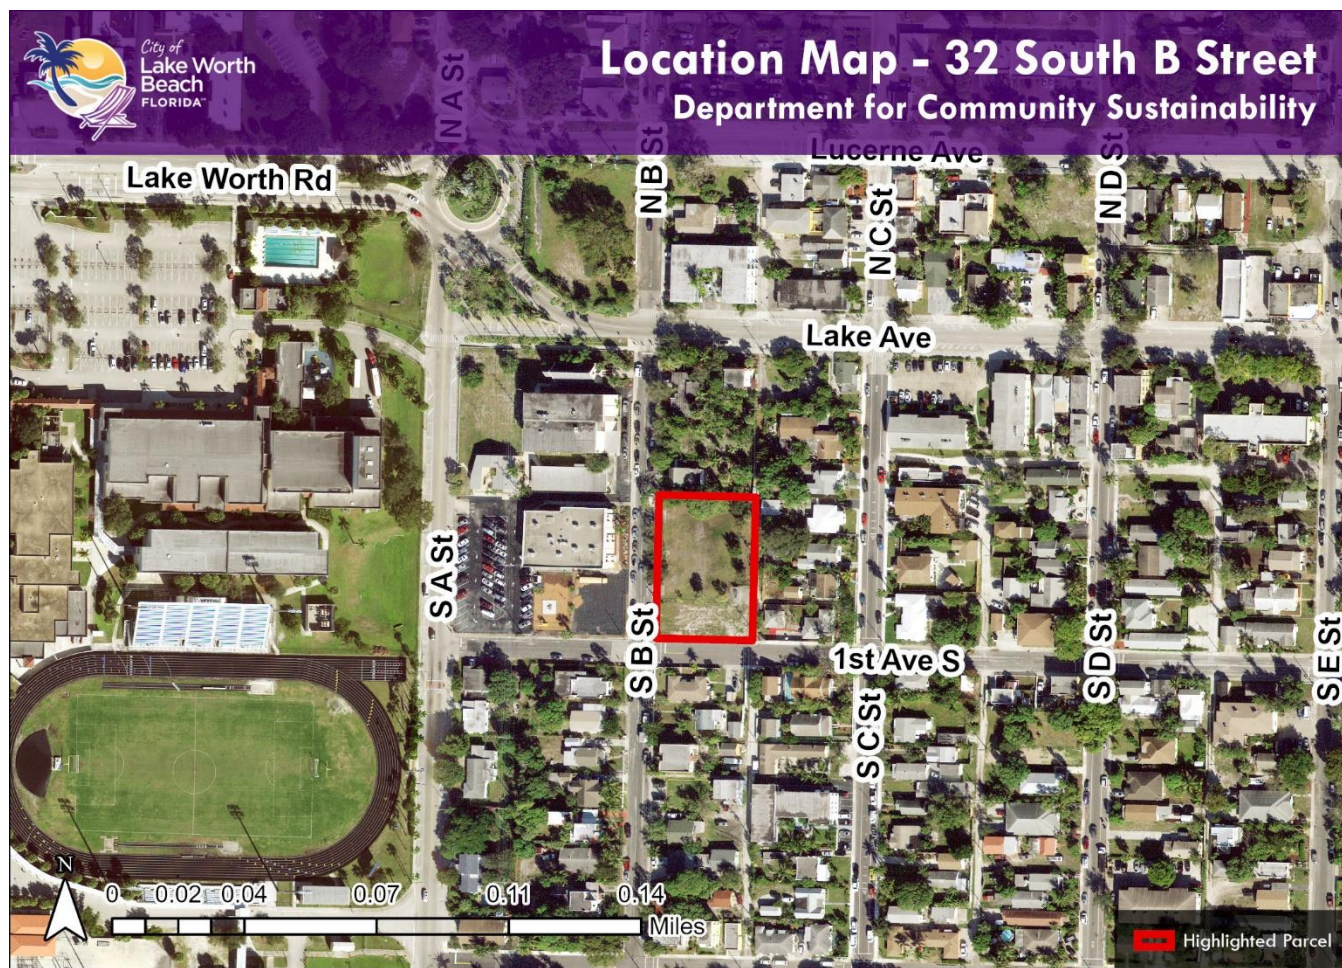 City of
Lake Worth
Beach
FLORIDA™
Location Map - 32 South B Street
Department for Community Sustainability
N A St
Lucerne Ave
Lake Worth Rd
N B St
N C St
N D St
Lake Ave
S A St
S B St
1st Ave S
S C St
S D St
S E St
N
0 0.02 0.04 0.07 0.11 0.14
Miles
Highlighted Parcel